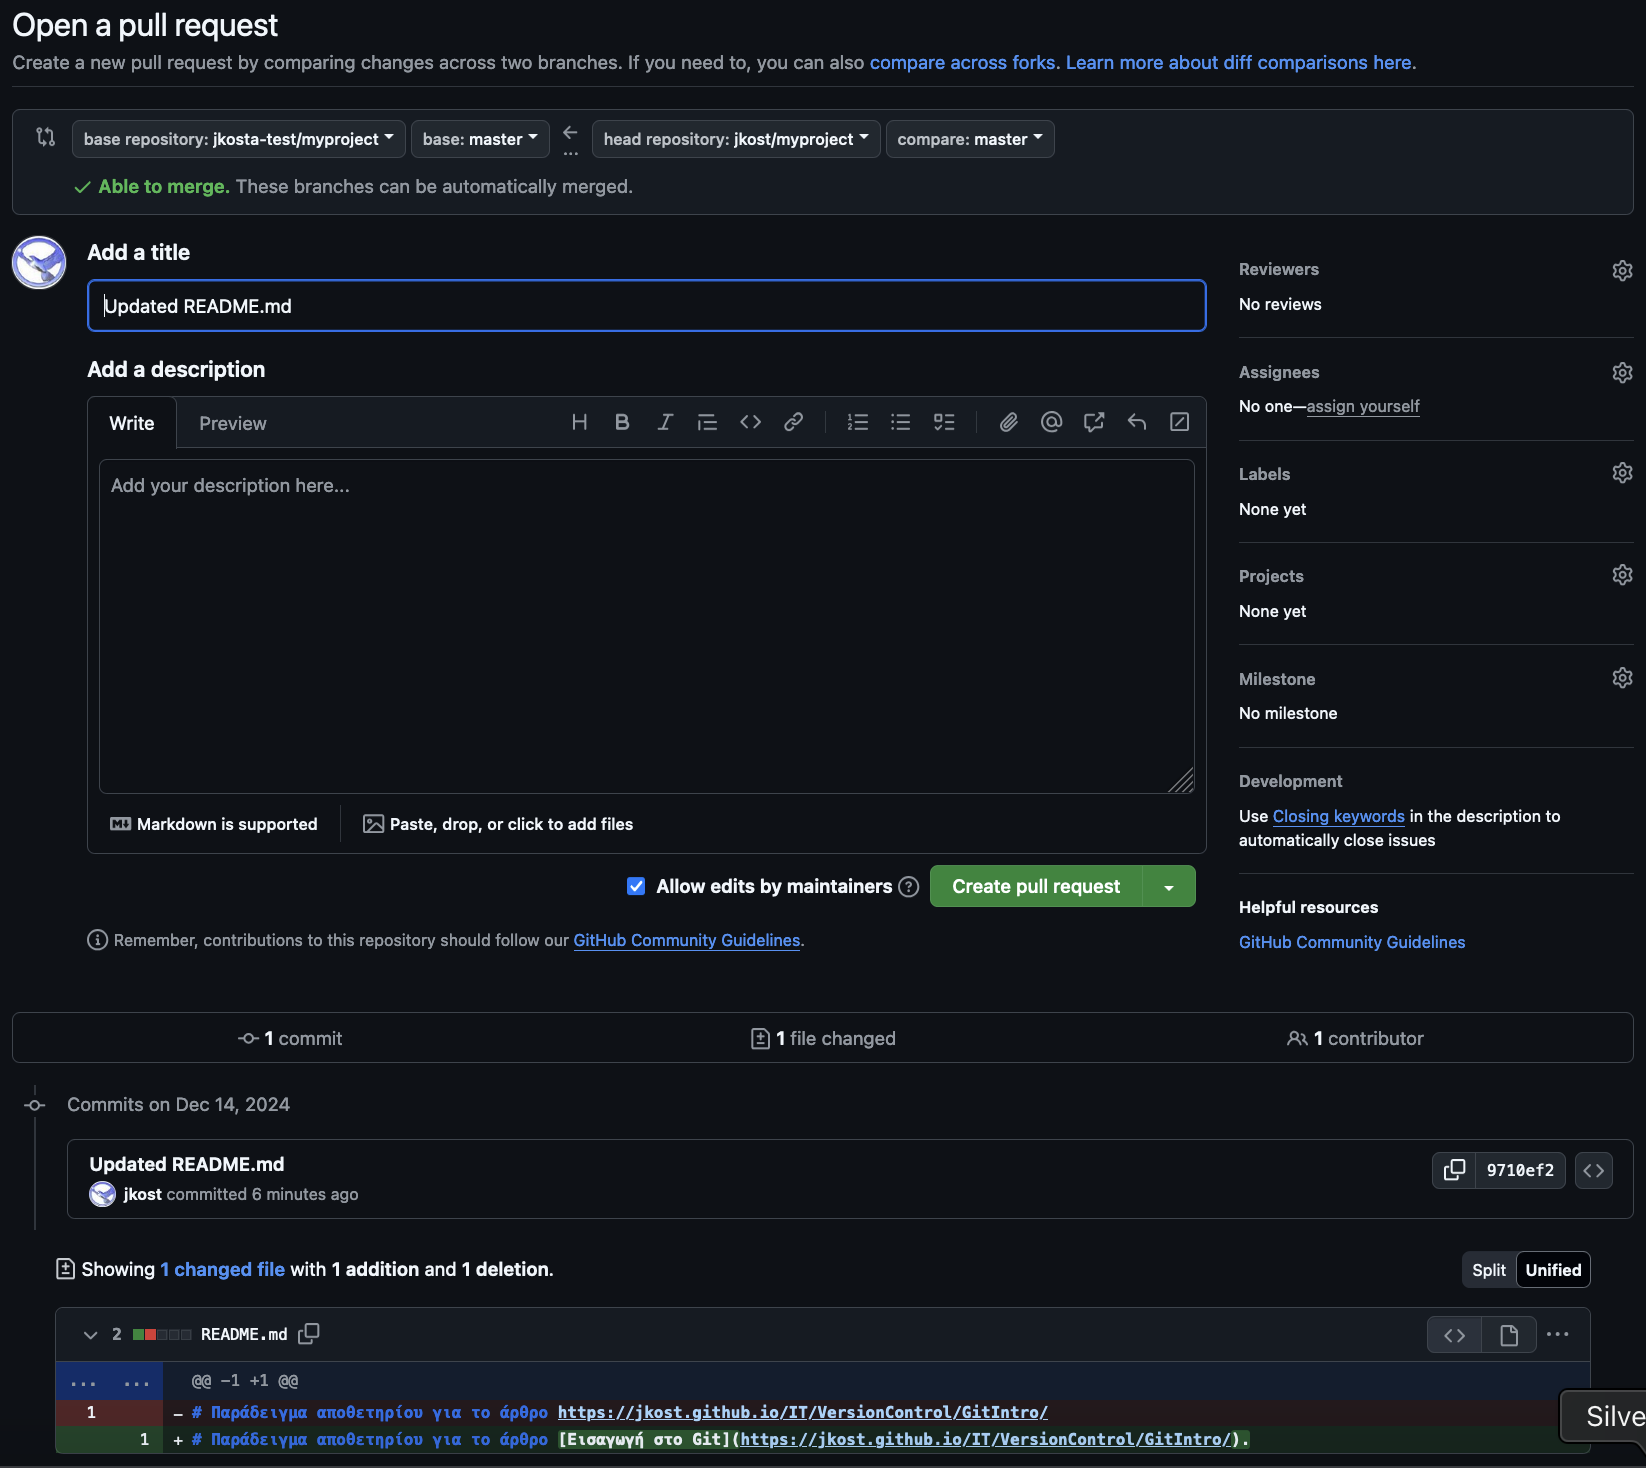 Open a pull request
Create a new pull request by comparing changes across two branches. If you need to, you can also compare across forks. Learn more about diff comparisons here.
base repository: jkosta-test/myproject base: master ... head repository: jkost/myproject compare: master
Able to merge. These branches can be automatically merged.
Add a title
Updated README.md
Add a description
Write Preview
Add your description here...
Markdown is supported Paste, drop, or click to add files
Allow edits by maintainers Create pull request
Remember, contributions to this repository should follow our GitHub Community Guidelines.
Reviewers
No reviews
Assignees
No one—assign yourself
Labels
None yet
Projects
None yet
Milestone
No milestone
Development
Use Closing keywords in the description to
automatically close issues
Helpful resources
GitHub Community Guidelines
1 commit 1 file changed 1 contributor
Commits on Dec 14, 2024
Updated README.md
jkost committed 6 minutes ago
9710ef2
Showing 1 changed file with 1 addition and 1 deletion.
Split Unified
2 README.md
... ... @@ -1 +1 @@
1 - # Παράδειγμα αποθετηρίου για το άρθρο https://jkost.github.io/IT/VersionControl/GitIntro/
1 + # Παράδειγμα αποθετηρίου για το άρθρο [Εισαγωγή στο Git](https://jkost.github.io/IT/VersionControl/GitIntro/).